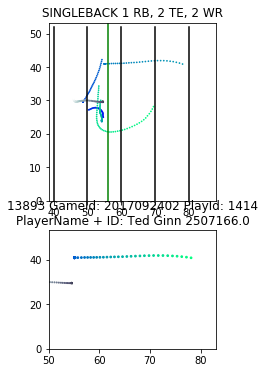 SINGLEBACK 1 RB, 2 TE, 2 WR
50
40
30
20
10
0
40 50 60 70 80
13893 GameId: 2017092402 PlayId: 1414
PlayerName + ID: Ted Ginn 2507166.0
40
20
0
50 60 70 80